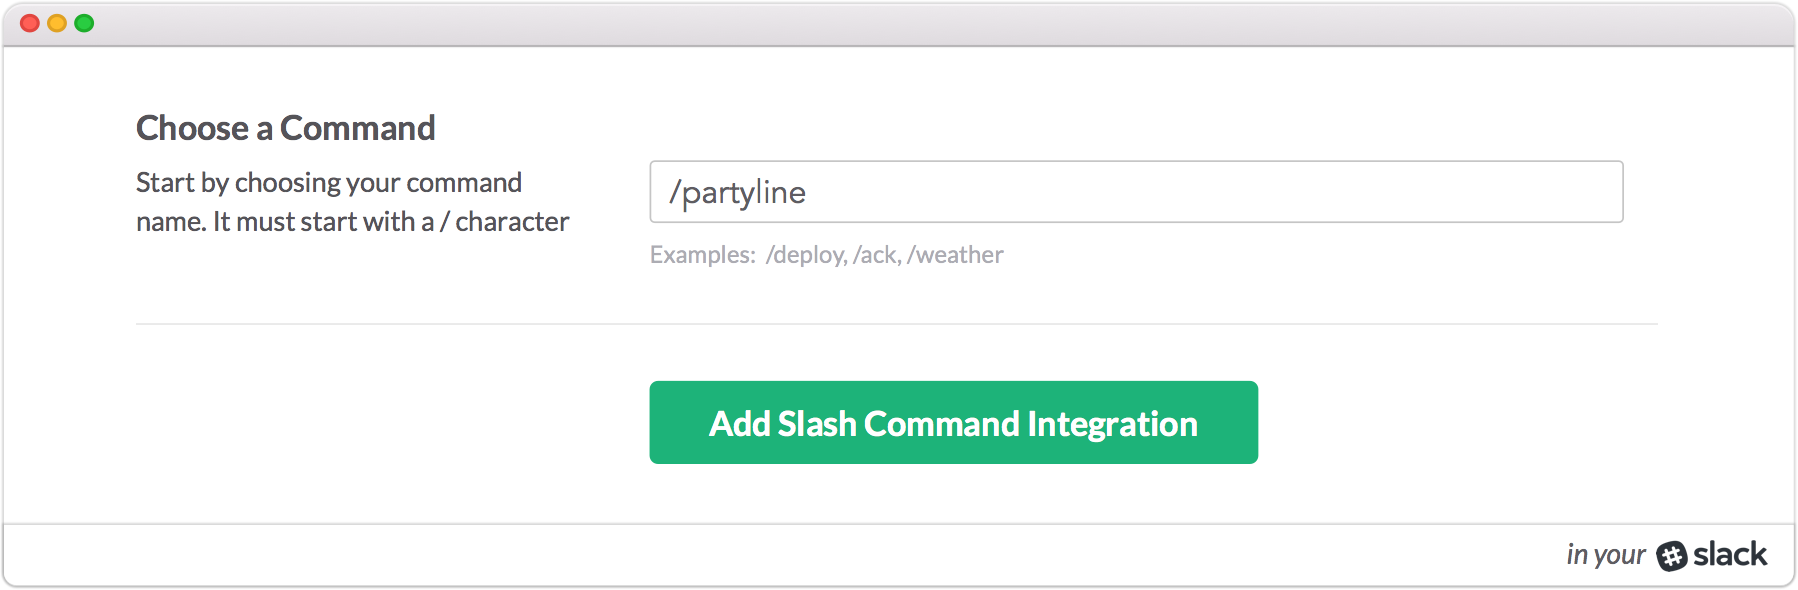 Choose a Command
Start by choosing your command
name. It must start with a / character
/partyline
Examples: /deploy, /ack, /weather
Add Slash Command Integration
in your slack